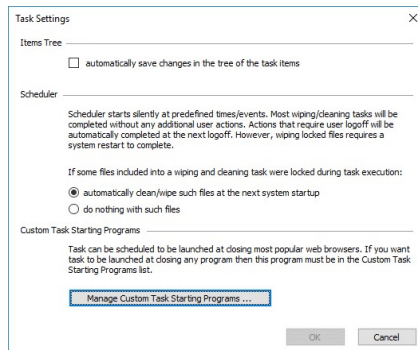 Task Settings
Items Tree
automatically save changes in the tree of the task items
Scheduler
Scheduler starts silently at predefined times/events. Most wiping/cleaning tasks will
be completed without any additional user actions. Actions that require user logoff will be
automatically completed at the next logoff. However, wiping locked files requires a
system restart to complete.
If some files included into a wiping and cleaning task were locked during task execution:
automatically clean/wipe such files at the next system startup
do nothing with such files
Custom Task Starting Programs
Task can be scheduled to be launched at closing most popular web browsers. If you want
task to be launched at closing any program then this program must be in the Custom Task
Starting Programs list.
Manage Custom Task Starting Programs ...
OK
Cancel